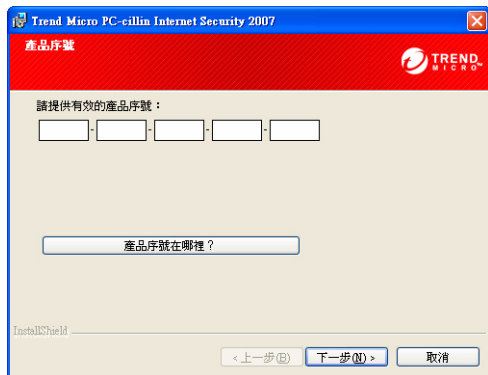 Trend Micro PC-cillin Internet Security 2007
產品序號
TREND
MICRO
請提供有效的產品序號：
- - - -
產品序號在哪裡？
InstallShield
<上一步(B) 下一步(N)> 取消